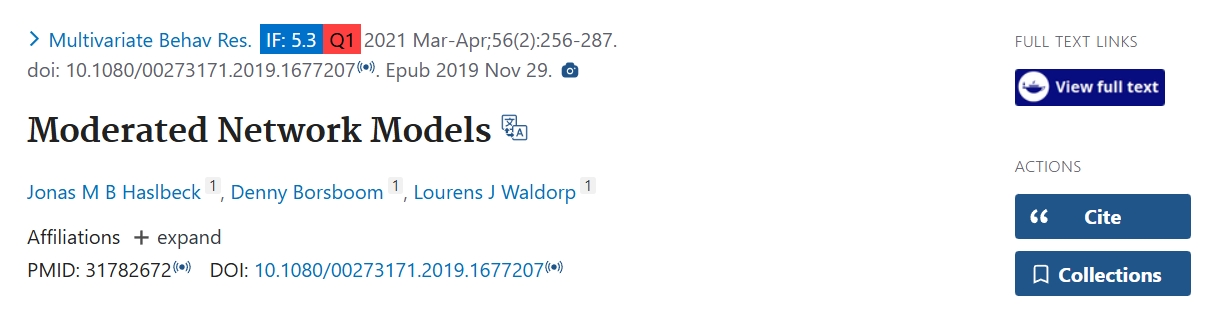 Multivariate Behav Res. IF: 5.3 Q1 2021 Mar-Apr;56(2):256-287.
doi: 10.1080/00273171.2019.1677207. Epub 2019 Nov 29.
Moderated Network Models
Jonas M B Haslbeck 1, Denny Borsboom 1, Lourens J Waldorp 1
Affiliations + expand
PMID: 31782672 DOI: 10.1080/00273171.2019.1677207
FULL TEXT LINKS
View full text
ACTIONS
Cite
Collections